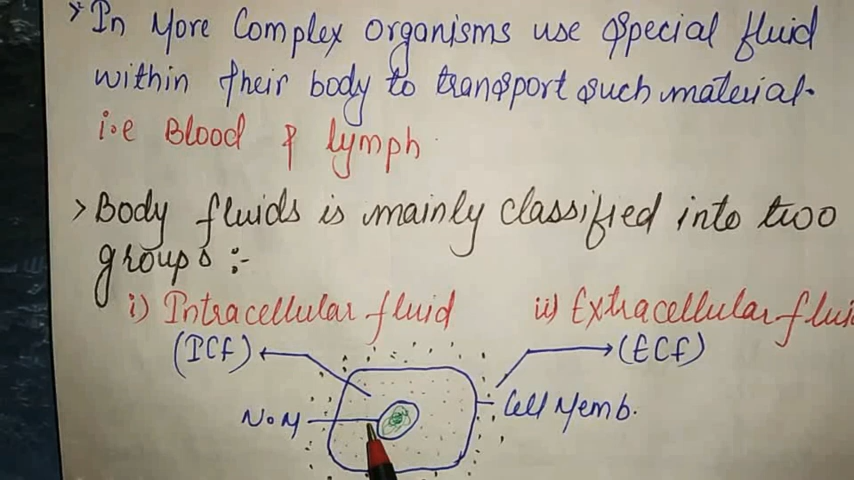 > In More Complex organisms use special fluid
within their body to transport such material.
i.e Blood & lymph
> Body fluids is mainly classified into two
groups :-
i) Intracellular fluid ii) Extracellular flui
(ICf) (ECf)
N.M Cell Memb.